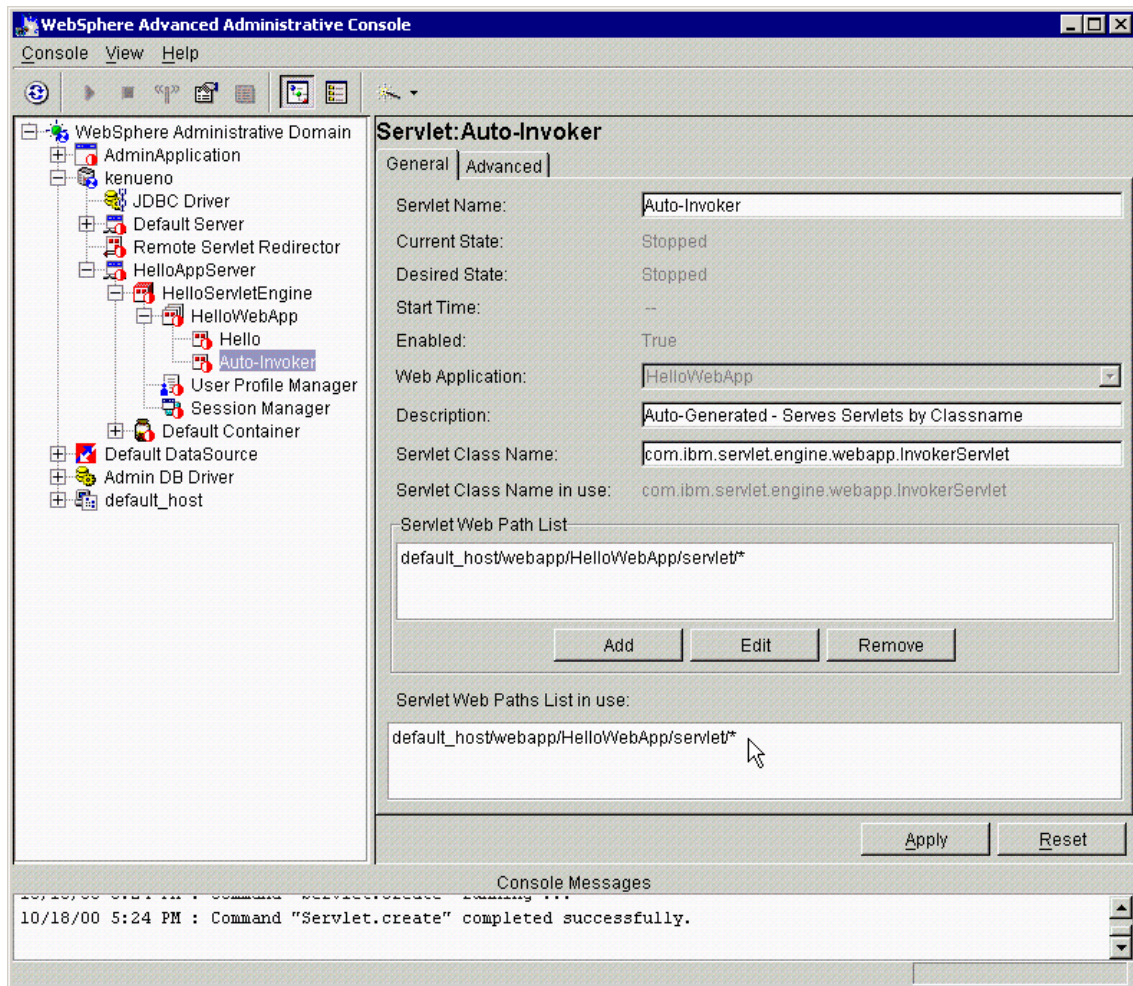 WebSphere Advanced Administrative Console
Console View Help
WebSphere Administrative Domain
AdminApplication
kenueno
JDBC Driver
Default Server
Remote Servlet Redirector
HelloAppServer
HelloServletEngine
HelloWebApp
Hello
Auto-Invoker
User Profile Manager
Session Manager
Default Container
Default DataSource
Admin DB Driver
default_host
Servlet:Auto-Invoker
General Advanced
Servlet Name: Auto-Invoker
Current State: Stopped
Desired State: Stopped
Start Time: --
Enabled: True
Web Application: HelloWebApp
Description: Auto-Generated - Serves Servlets by Classname
Servlet Class Name: com.ibm.servlet.engine.webapp.InvokerServlet
Servlet Class Name in use: com.ibm.servlet.engine.webapp.InvokerServlet
Servlet Web Path List
default_host/webapp/HelloWebApp/servlet/*
Add Edit Remove
Servlet Web Paths List in use:
default_host/webapp/HelloWebApp/servlet/*
Apply Reset
Console Messages
10/18/00 5:24 PM : Command "Servlet.create" completed successfully.